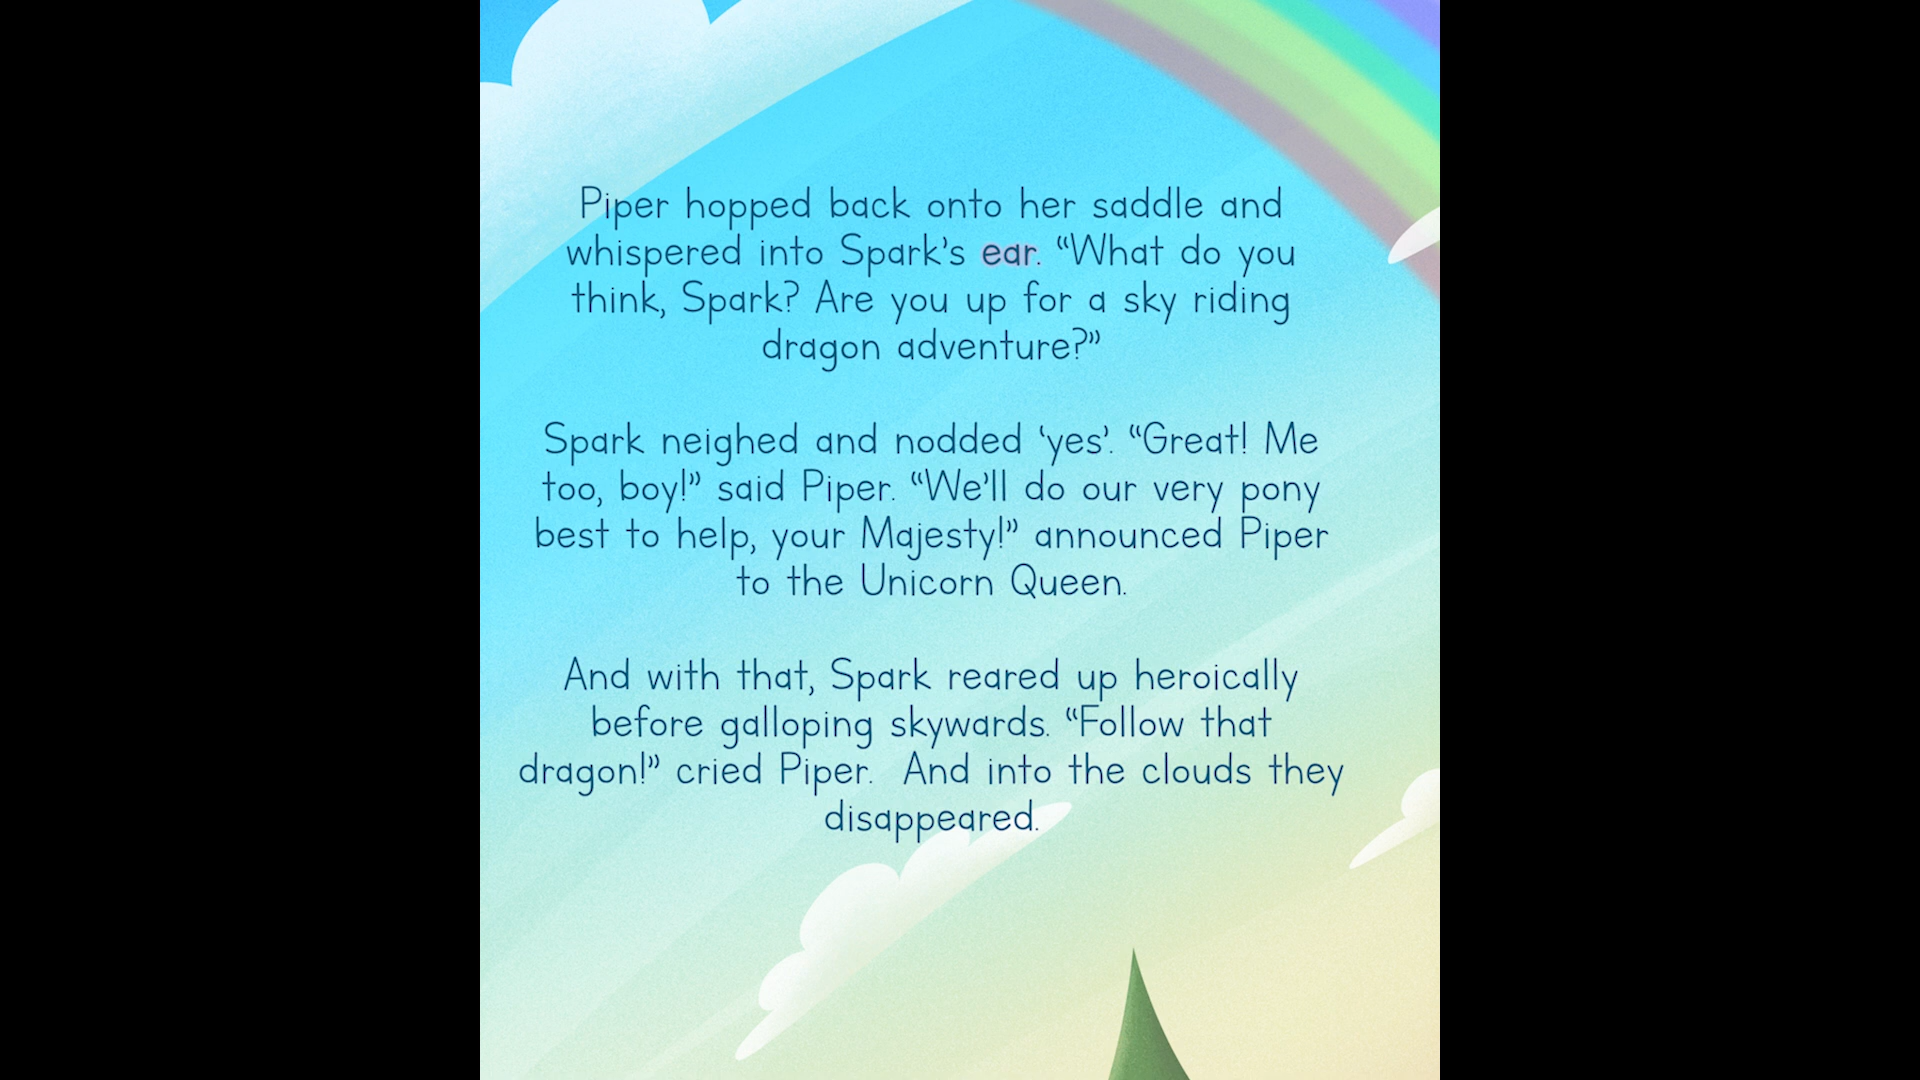 Piper hopped back onto her saddle and
whispered into Spark's ear. “What do you
think, Spark? Are you up for a sky riding
dragon adventure?”
Spark neighed and nodded ‘yes’. “Great! Me
too, boy!” said Piper. “We'll do our very pony
best to help, your Majesty!” announced Piper
to the Unicorn Queen.
And with that, Spark reared up heroically
before galloping skywards. “Follow that
dragon!” cried Piper.  And into the clouds they
disappeared.